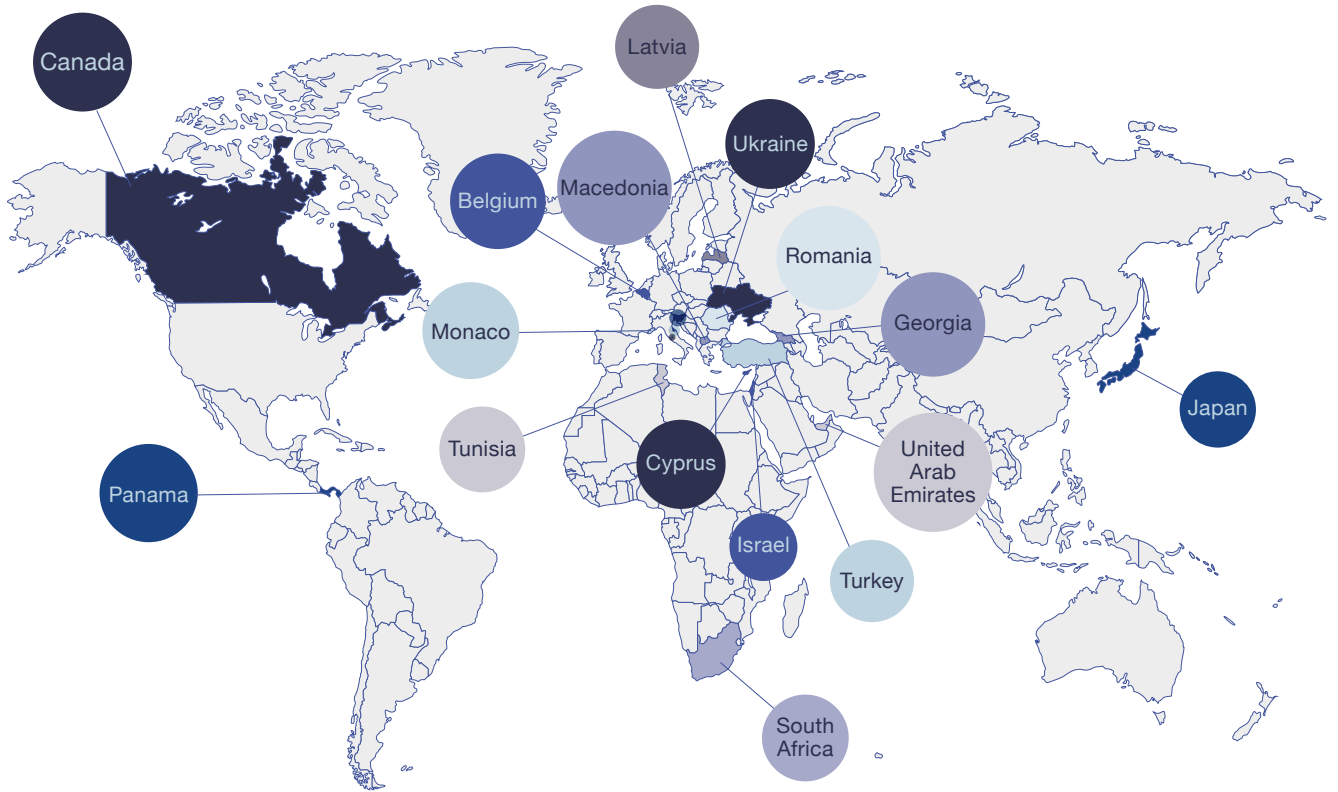 Canada
Latvia
Ukraine
Belgium
Macedonia
Romania
Monaco
Georgia
Japan
Tunisia
Cyprus
United
Arab
Emirates
Panama
Israel
Turkey
South
Africa